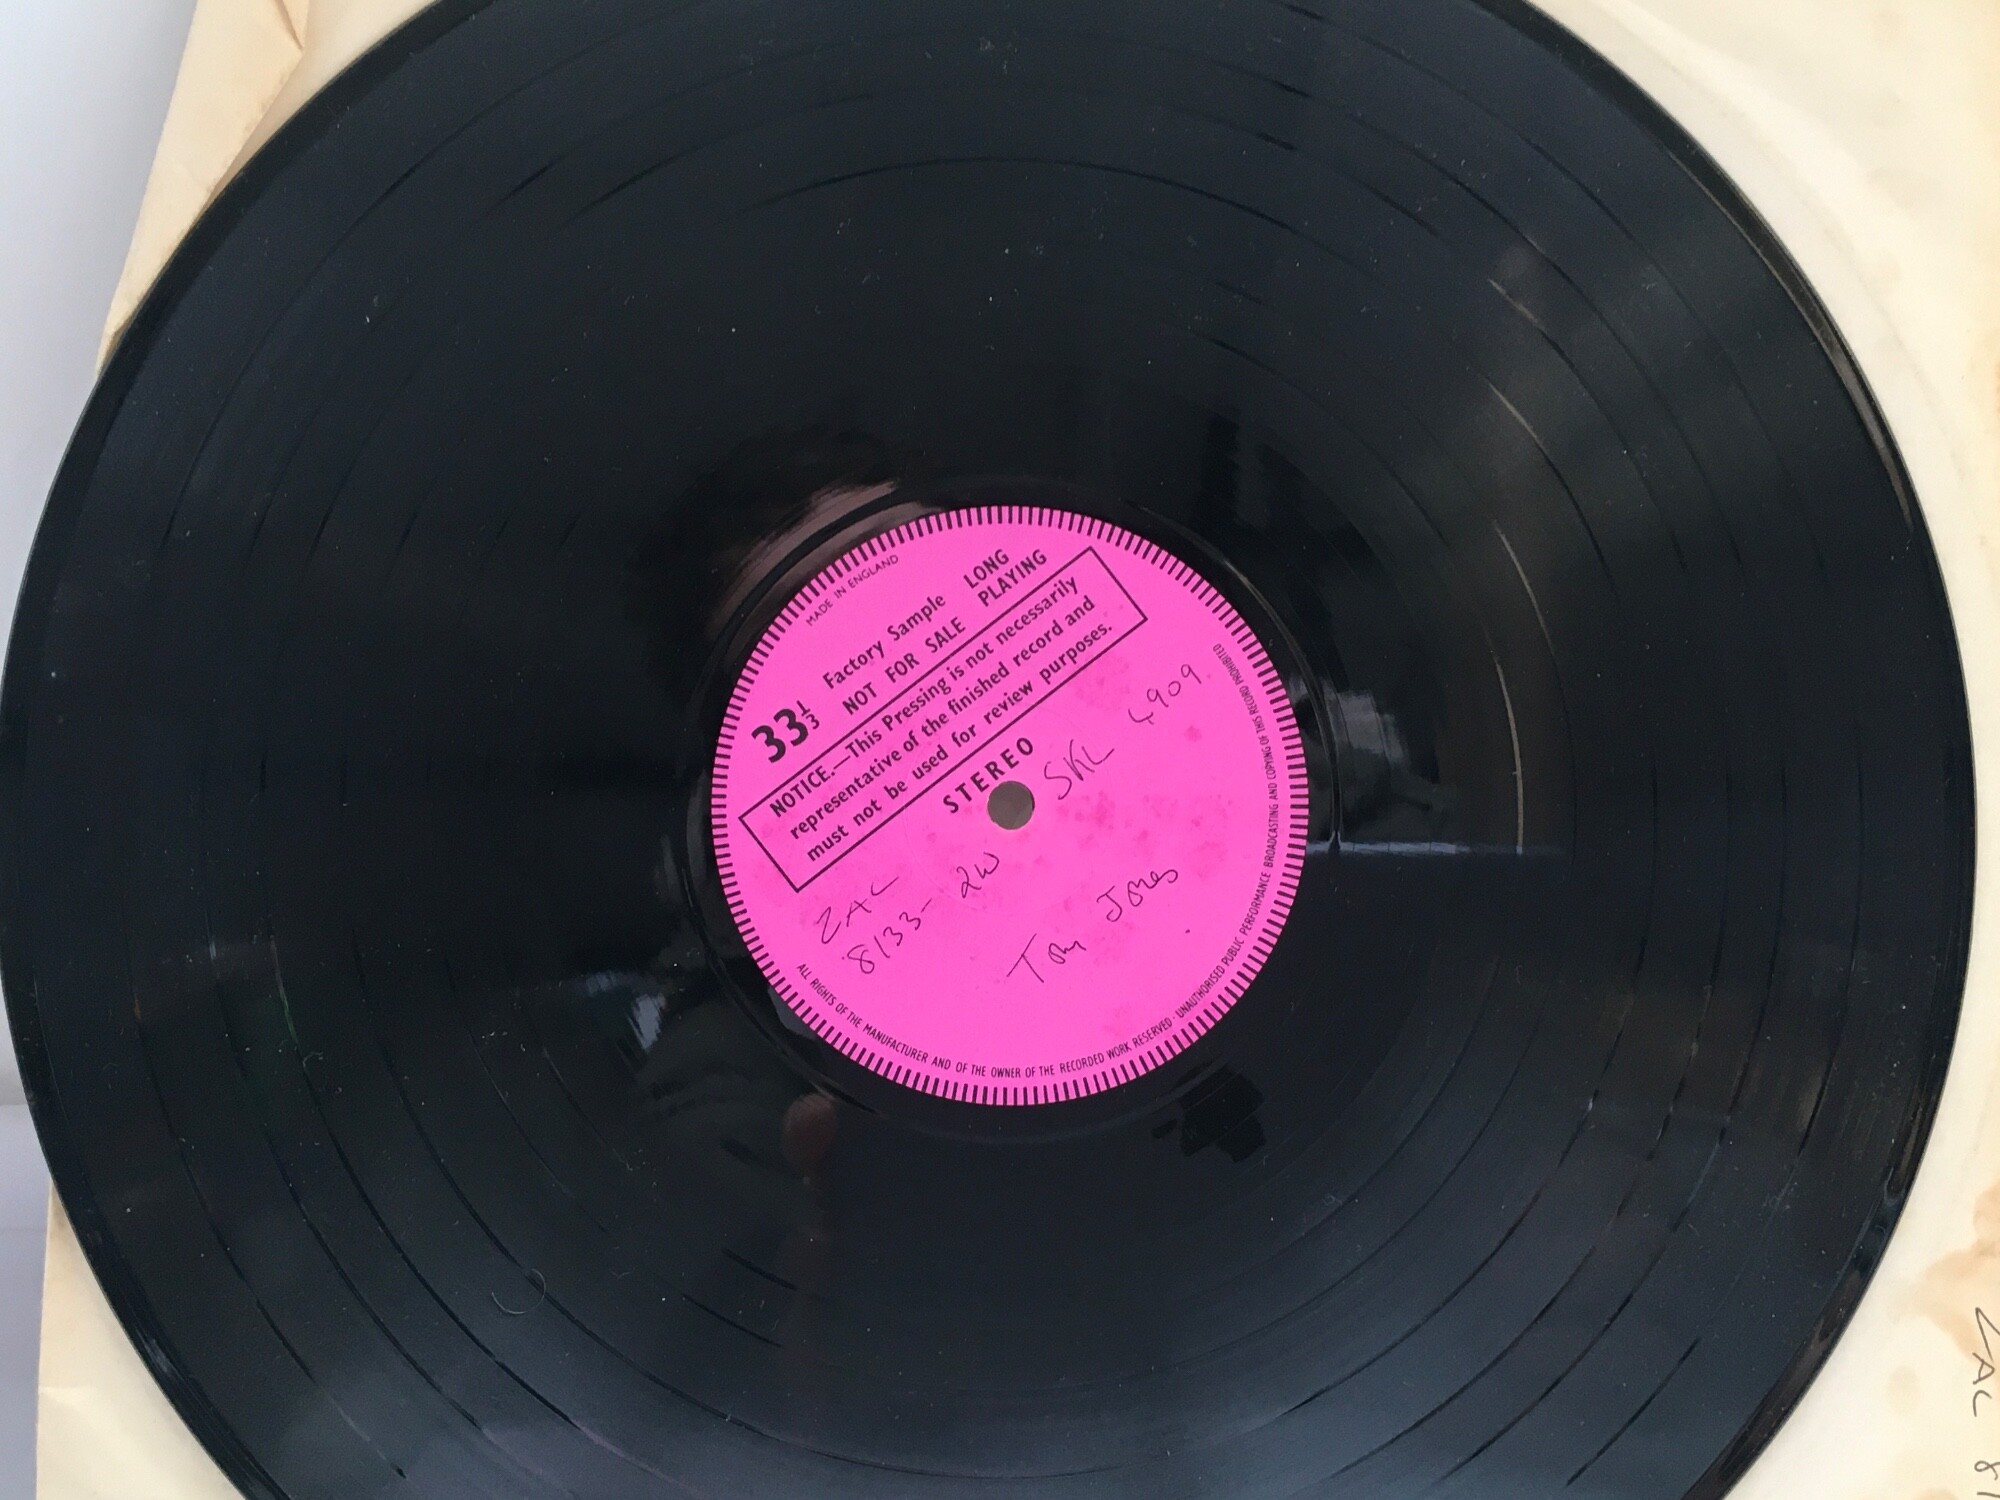 MADE IN ENGLAND
33⅓
Factory Sample
NOT FOR SALE
LONG
PLAYING
NOTICE.—This Pressing is not necessarily
representative of the finished record and
must not be used for review purposes.
STEREO
SKL 4909.
ZAL
8133 - 2W
Tom Jones
ALL RIGHTS OF THE MANUFACTURER AND OF THE OWNER OF THE RECORDED WORK RESERVED · UNAUTHORISED PUBLIC PERFORMANCE BROADCASTING AND COPYING OF THIS RECORD PROHIBITED
ZAL 81